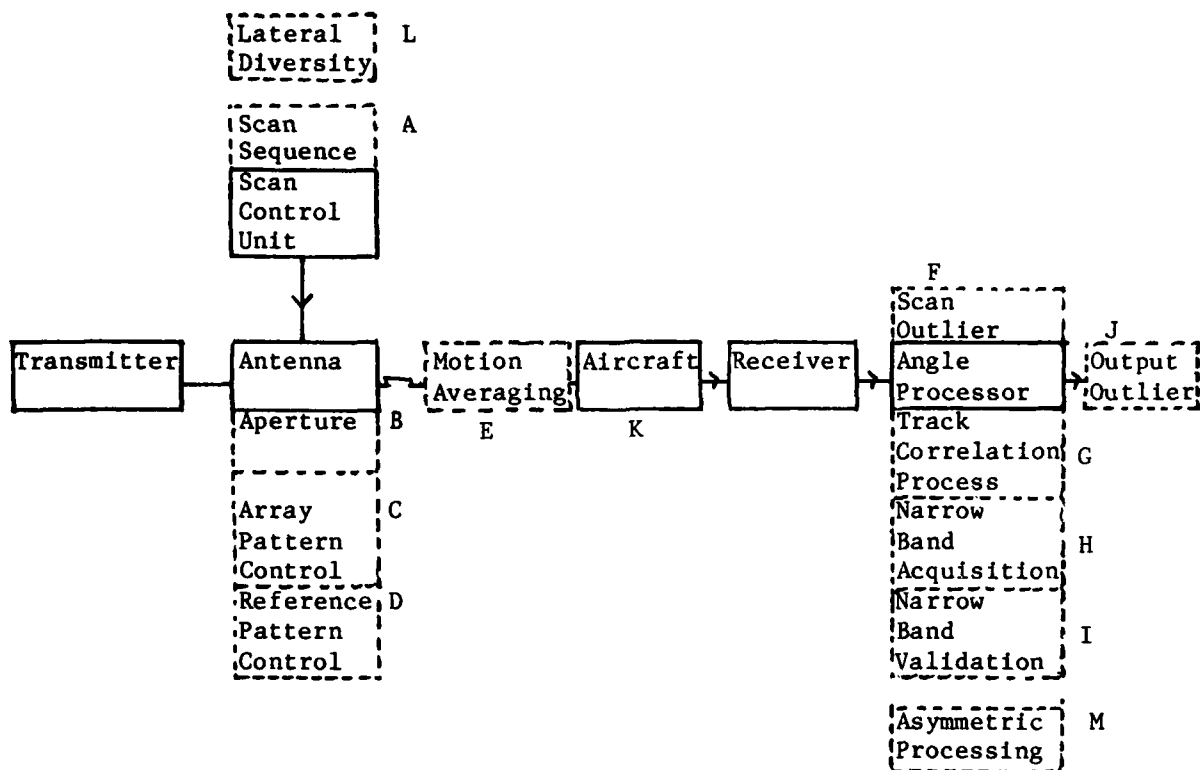 Lateral L
Diversity
Scan A
Sequence
Scan
Control
Unit
Transmitter
Antenna
Aperture B
Array C
Pattern
Control
Reference D
Pattern
Control
Motion
Averaging
E
Aircraft
K
Receiver
F
Scan
Outlier
Angle
Processor
Track
Correlation G
Process
Narrow
Band H
Acquisition
Narrow
Band I
Validation
J
Output
Outlier
Asymmetric M
Processing